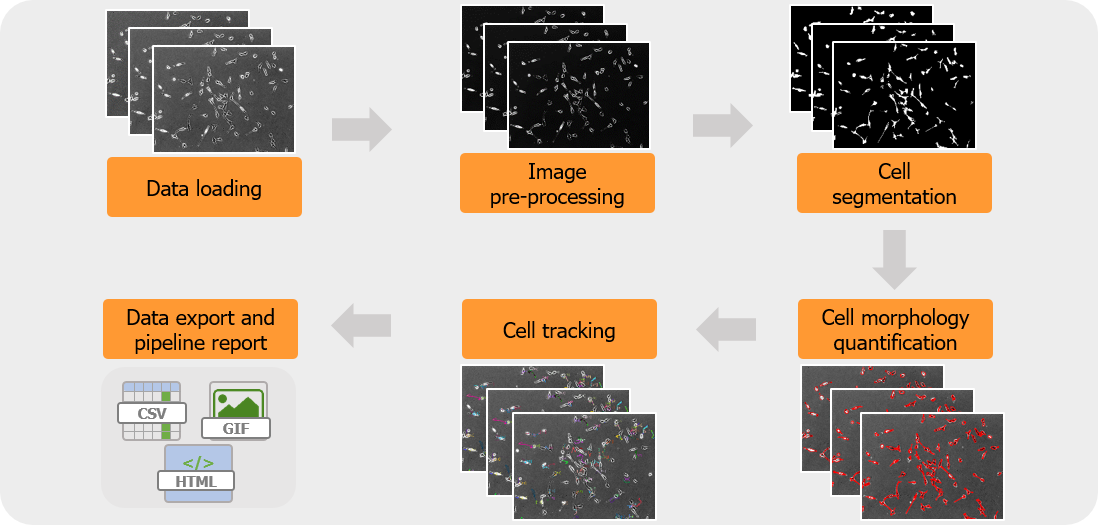 Data loading
Image
pre-processing
Cell
segmentation
Cell morphology
quantification
Cell tracking
Data export and
pipeline report
CSV
GIF
</>
HTML